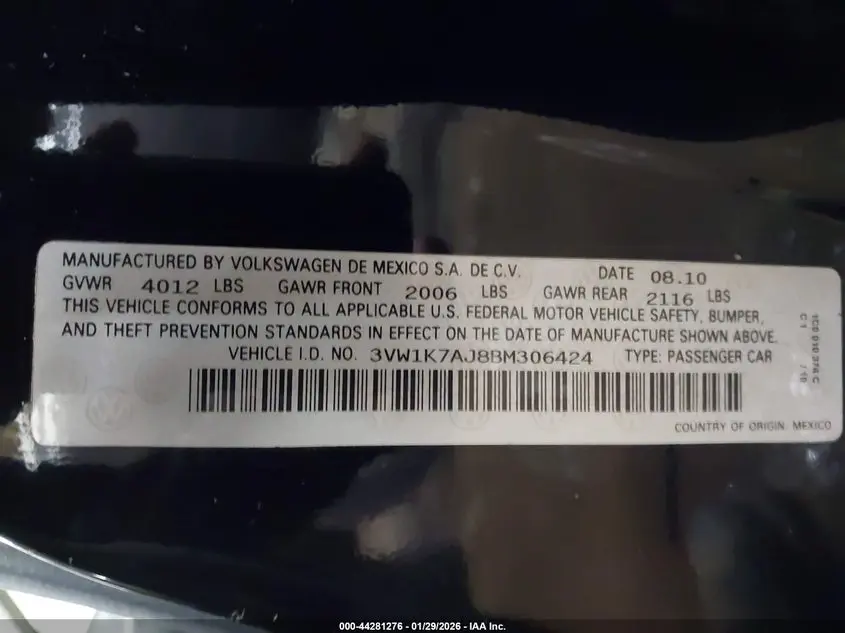 MANUFACTURED BY VOLKSWAGEN DE MEXICO S.A. DE C.V. DATE 08.10
GVWR 4012 LBS GAWR FRONT 2006 LBS GAWR REAR 2116 LBS
THIS VEHICLE CONFORMS TO ALL APPLICABLE U.S. FEDERAL MOTOR VEHICLE SAFETY, BUMPER,
AND THEFT PREVENTION STANDARDS IN EFFECT ON THE DATE OF MANUFACTURE SHOWN ABOVE.
VEHICLE I.D. NO. 3VW1K7AJ8BM306424 TYPE: PASSENGER CAR
COUNTRY OF ORIGIN MEXICO
000-44281276 - 01/29/2026 - IAA Inc.